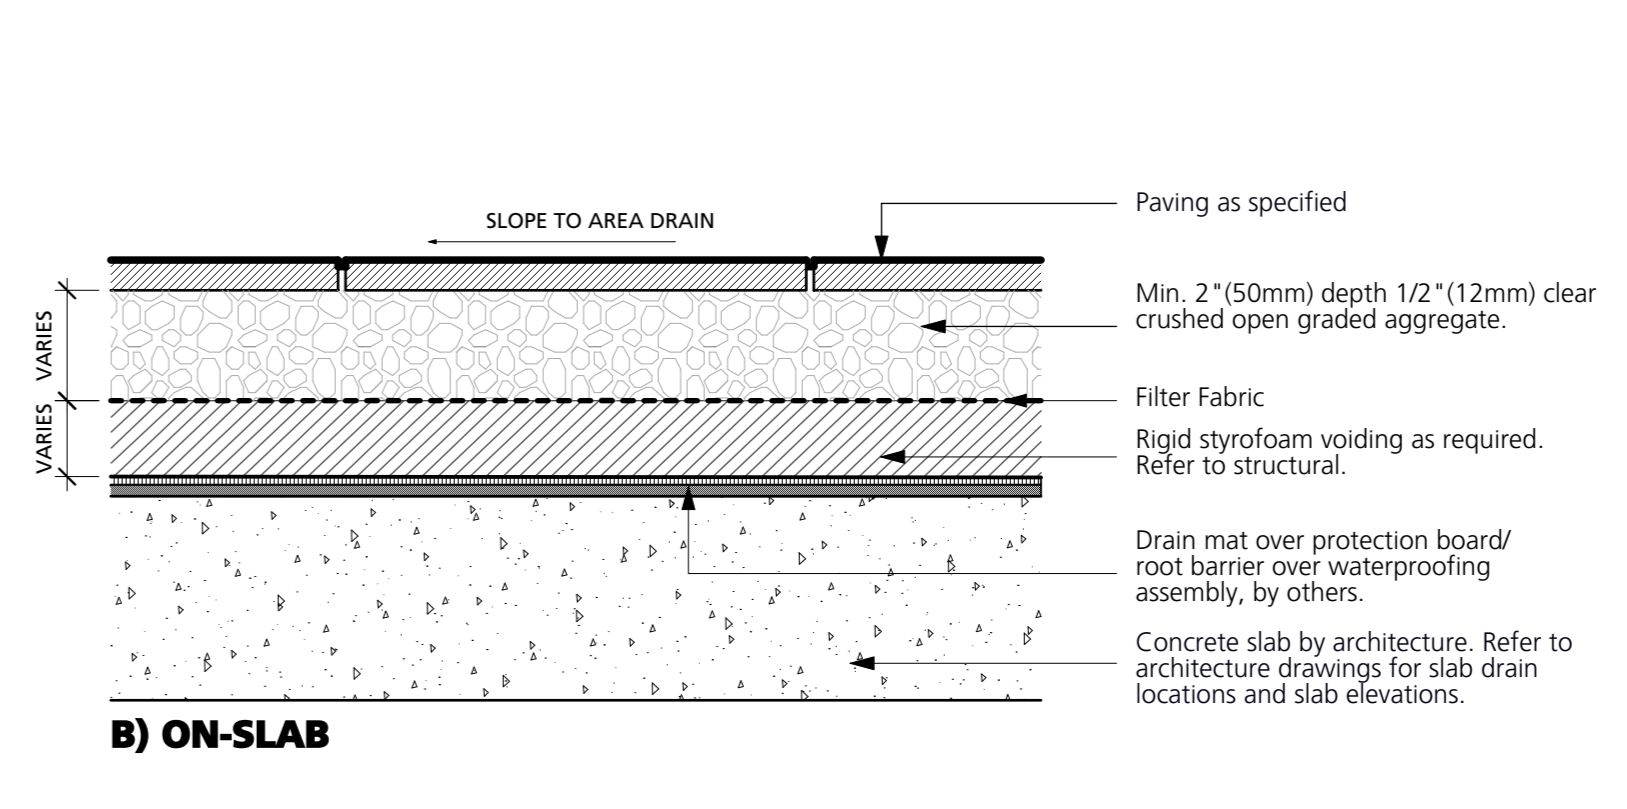 SLOPE TO AREA DRAIN
VARIES
VARIES
Paving as specified
Min. 2"(50mm) depth 1/2"(12mm) clear
crushed open graded aggregate.
Filter Fabric
Rigid styrofoam voiding as required.
Refer to structural.
Drain mat over protection board/
root barrier over waterproofing
assembly, by others.
Concrete slab by architecture. Refer to
architecture drawings for slab drain
locations and slab elevations.
B) ON-SLAB